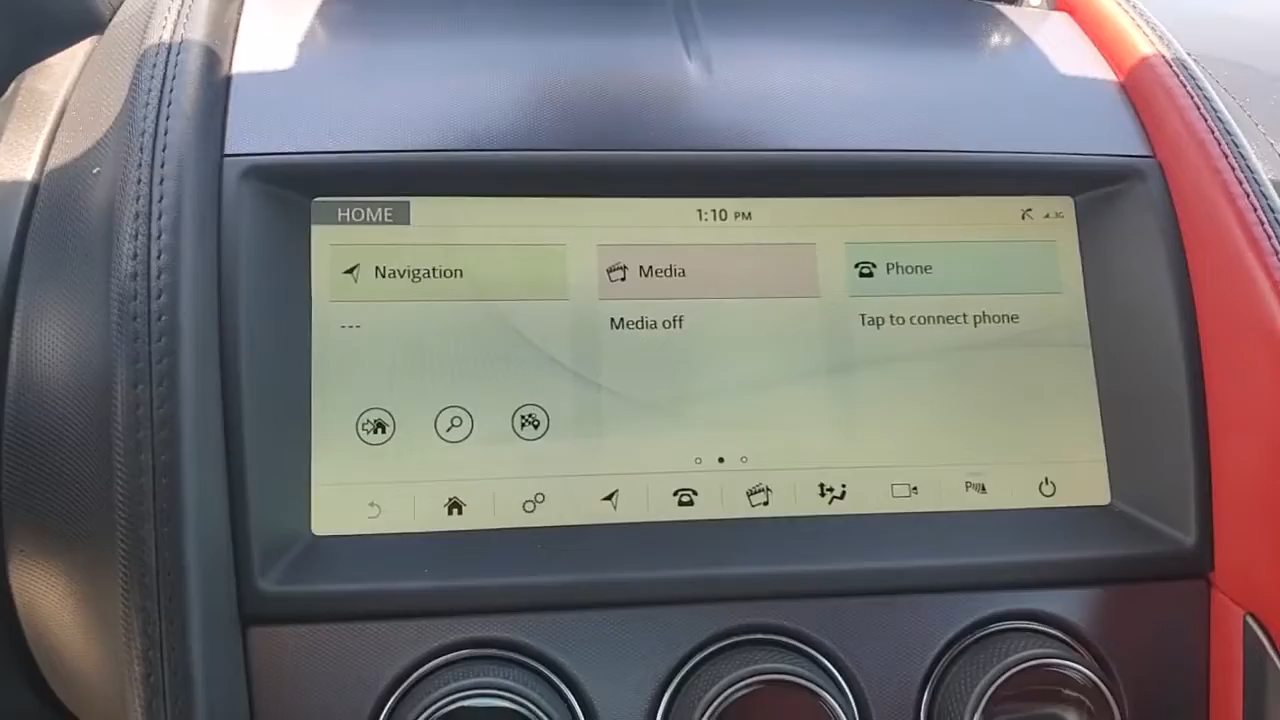 HOME
1:10 PM
3G
Navigation
Media
Phone
---
Media off
Tap to connect phone
P